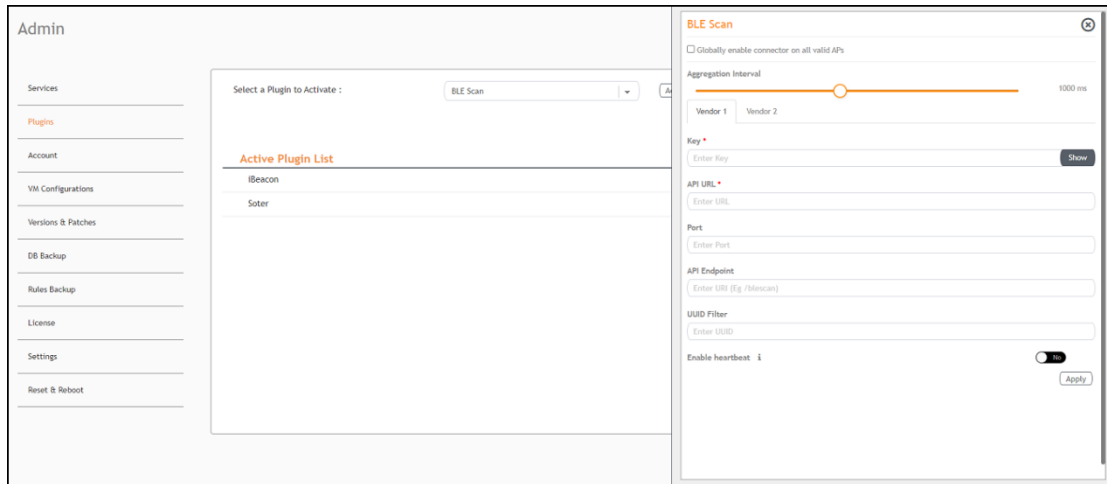 Admin
Services
Plugins
Account
VM Configurations
Versions & Patches
DB Backup
Rules Backup
License
Settings
Reset & Reboot
Select a Plugin to Activate :
BLE Scan
Active Plugin List
iBeacon
Soter
BLE Scan
Globally enable connector on all valid APs
Aggregation Interval
1000 ms
Vendor 1 Vendor 2
Key *
Enter Key
Show
API URL *
Enter URL
Port
Enter Port
API Endpoint
Enter URI (Eg /blescan)
UUID Filter
Enter UUID
Enable heartbeat i
No
Apply